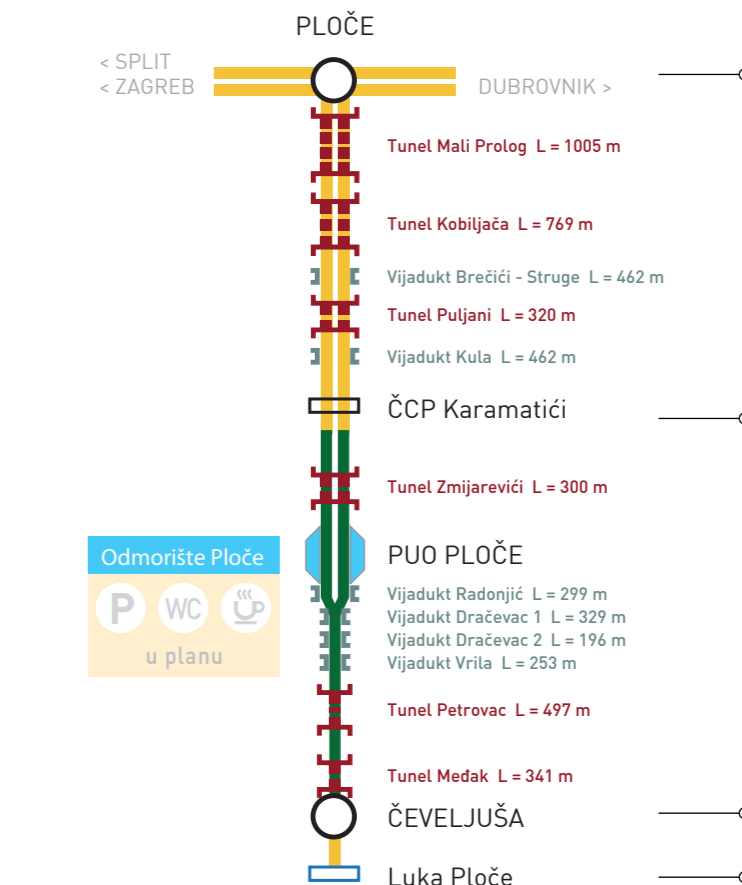 PLOČE
< SPLIT
< ZAGREB
DUBROVNIK >
Tunel Mali Prolog L = 1005 m
Tunel Kobiljača L = 769 m
Vijadukt Brečići - Struge L = 462 m
Tunel Puljani L = 320 m
Vijadukt Kula L = 462 m
ČCP Karamatići
Tunel Zmijarevići L = 300 m
Odmorište Ploče
P WC
u planu
PUO PLOČE
Vijadukt Radonjić L = 299 m
Vijadukt Dračevac 1 L = 329 m
Vijadukt Dračevac 2 L = 196 m
Vijadukt Vrila L = 253 m
Tunel Petrovac L = 497 m
Tunel Međak L = 341 m
ČEVELJUŠA
Luka Ploče